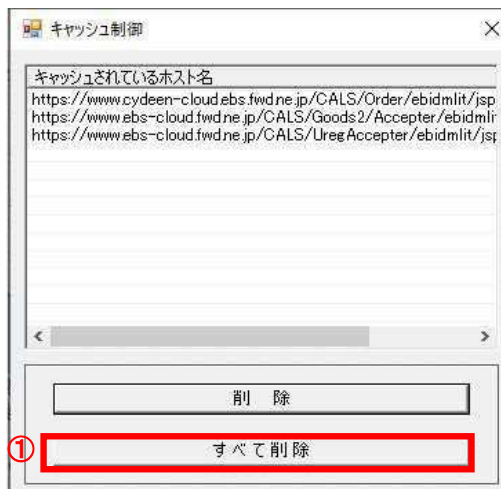 キャッシュ制御
キャッシュされているホスト名
https://www.cydeen-cloud.ebs.fwd.ne.jp/CALS/Order/ebidmlit/jsp
https://www.ebs-cloud.fwd.ne.jp/CALS/Goods2/Accepter/ebidmlit
https://www.ebs-cloud.fwd.ne.jp/CALS/UregAccepter/ebidmlit/jsp
削　除
① すべて削除